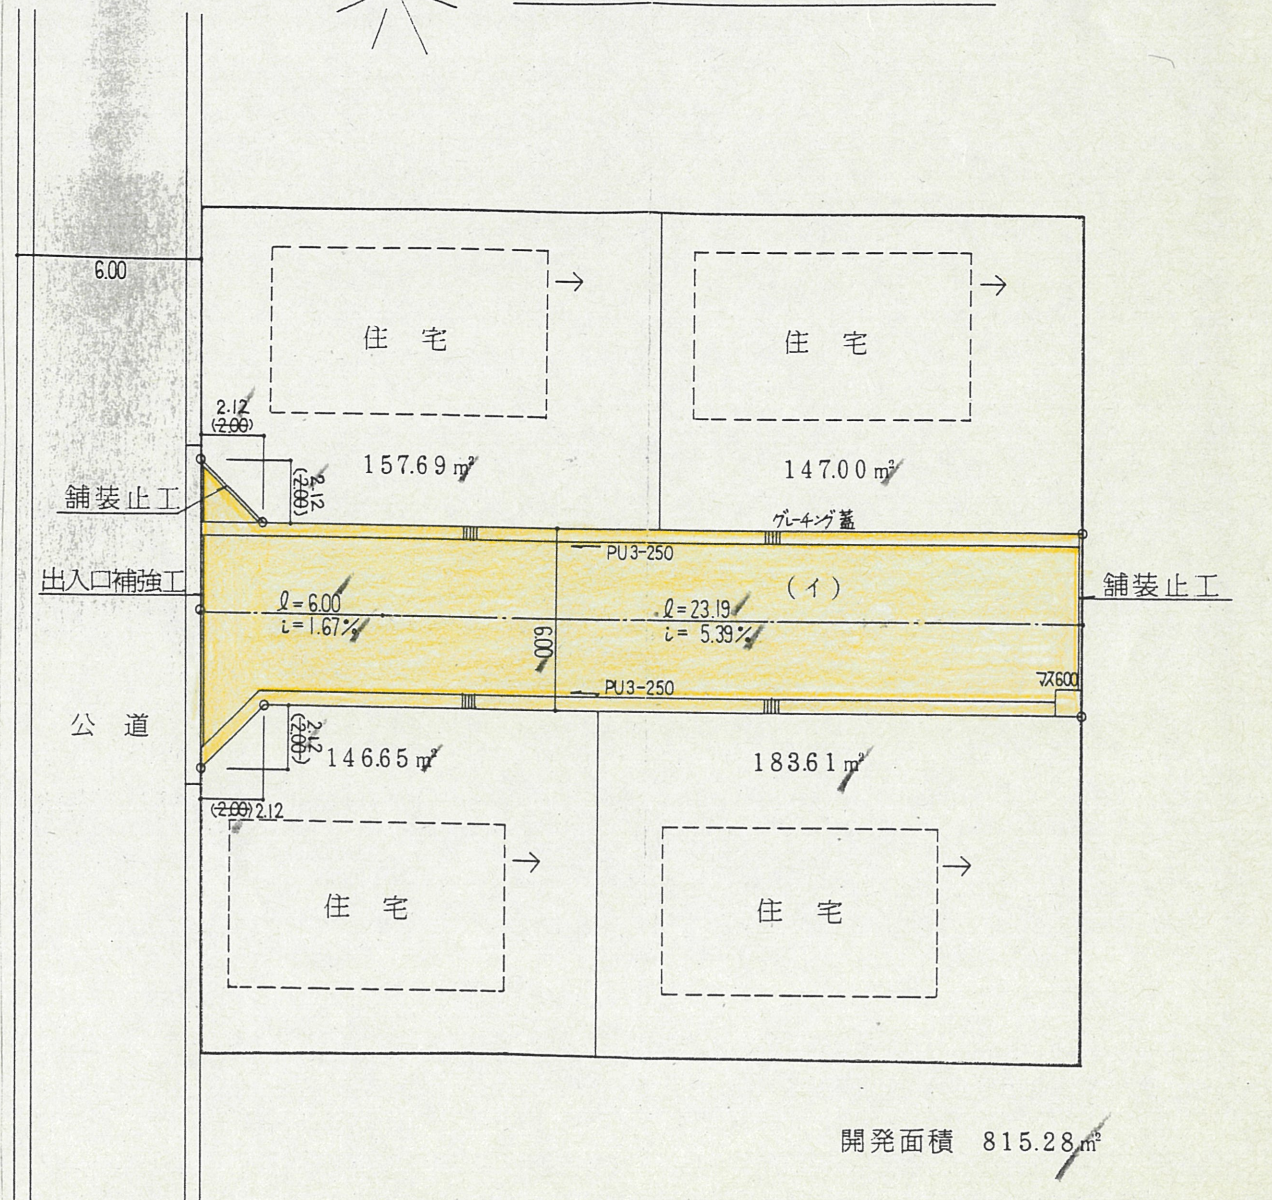 6.00
住宅
住宅
2.12
(2.00)
157.69㎡
147.00㎡
2.12
(2.00)
舗装止工
グレーチング蓋
PU3-250
(イ)
出入口補強工
舗装止工
l=6.00
i=1.67%
6.00
l=23.19
i= 5.39%
PU3-250
マス600
公道
2.12
(2.00)
146.65㎡
183.61㎡
(2.00) 2.12
住宅
住宅
開発面積 815.28㎡